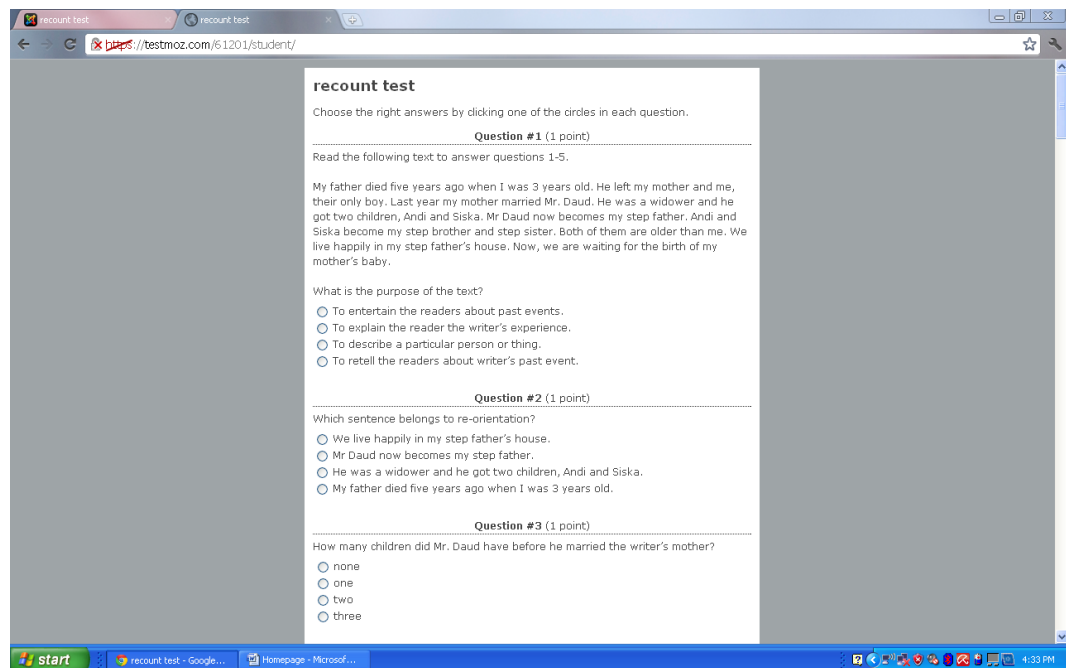 recount test
recount test
https://testmoz.com/61201/student/
recount test
Choose the right answers by clicking one of the circles in each question.
Question #1 (1 point)
Read the following text to answer questions 1-5.
My father died five years ago when I was 3 years old. He left my mother and me,
their only boy. Last year my mother married Mr. Daud. He was a widower and he
got two children, Andi and Siska. Mr Daud now becomes my step father. Andi and
Siska become my step brother and step sister. Both of them are older than me. We
live happily in my step father's house. Now, we are waiting for the birth of my
mother's baby.
What is the purpose of the text?
To entertain the readers about past events.
To explain the reader the writer's experience.
To describe a particular person or thing.
To retell the readers about writer's past event.
Question #2 (1 point)
Which sentence belongs to re-orientation?
We live happily in my step father's house.
Mr Daud now becomes my step father.
He was a widower and he got two children, Andi and Siska.
My father died five years ago when I was 3 years old.
Question #3 (1 point)
How many children did Mr. Daud have before he married the writer's mother?
none
one
two
three
start
recount test - Google...
Homepage - Microsof...
4:33 PM